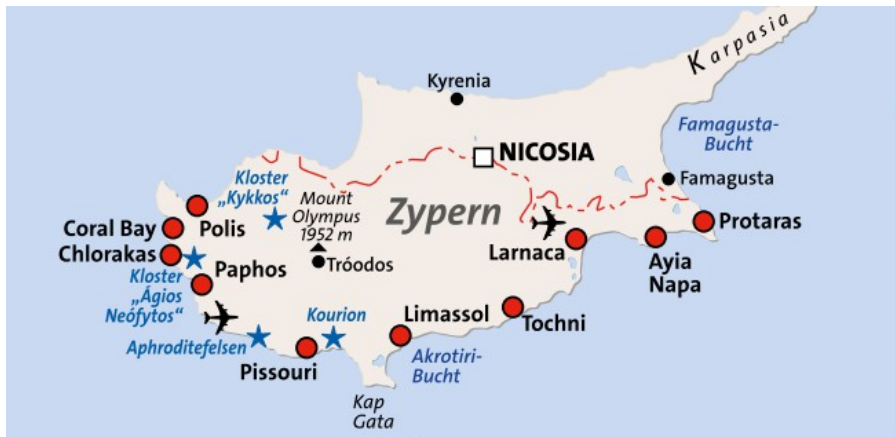 Karpasia
Kyrenia
Famagusta-
Bucht
NICOSIA
Famagusta
Kloster
„Kykkos“
Mount
Olympus
1952 m
Zypern
Polis
Coral Bay
Chlorakas
Protaras
Larnaca
Ayia
Napa
Tróodos
Paphos
Kloster
„Ágios
Neófytos“
Kourion
Limassol
Tochni
Aphroditefelsen
Pissouri
Akrotiri-
Bucht
Kap
Gata